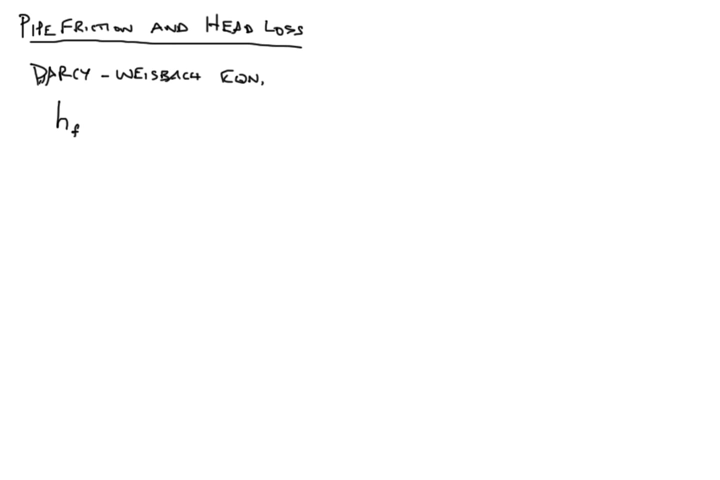 PIPE FRICTION AND HEAD LOSS
DARCY - WEISBACH EQN.
h_f